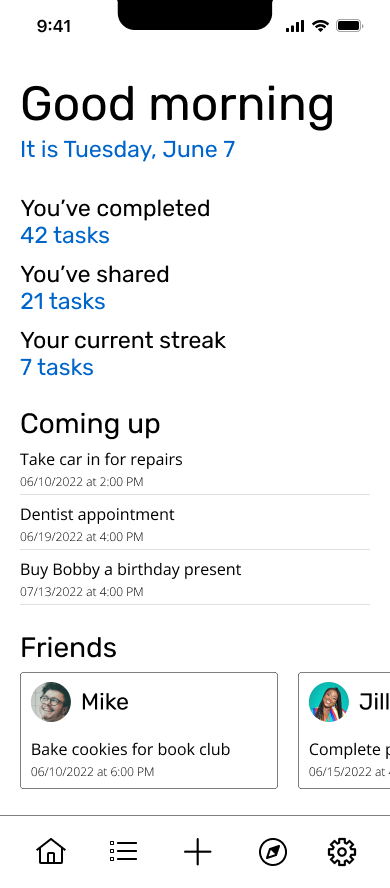 9:41
Good morning
It is Tuesday, June 7
You’ve completed
42 tasks
You’ve shared
21 tasks
Your current streak
7 tasks
Coming up
Take car in for repairs
06/10/2022 at 2:00 PM
Dentist appointment
06/19/2022 at 4:00 PM
Buy Bobby a birthday present
07/13/2022 at 4:00 PM
Friends
Mike
Bake cookies for book club
06/10/2022 at 6:00 PM
Jill
Complete
06/15/2022 at